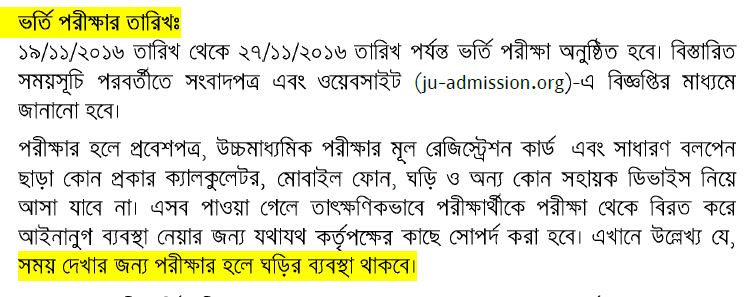 ভর্তি পরীক্ষার তারিখঃ
১৯/১১/২০১৬ তারিখ থেকে ২৭/১১/২০১৬ তারিখ পর্যন্ত ভর্তি পরীক্ষা অনুষ্ঠিত হবে। বিস্তারিত
সময়সূচি পরবর্তীতে সংবাদপত্র এবং ওয়েবসাইট (ju-admission.org)-এ বিজ্ঞপ্তির মাধ্যমে
জানানো হবে।
পরীক্ষার হলে প্রবেশপত্র, উচ্চমাধ্যমিক পরীক্ষার মূল রেজিস্ট্রেশন কার্ড এবং সাধারণ বলপেন
ছাড়া কোন প্রকার ক্যালকুলেটর, মোবাইল ফোন, ঘড়ি ও অন্য কোন সহায়ক ডিভাইস নিয়ে
আসা যাবে না। এসব পাওয়া গেলে তাৎক্ষণিকভাবে পরীক্ষার্থীকে পরীক্ষা থেকে বিরত করে
আইনানুগ ব্যবস্থা নেয়ার জন্য যথাযথ কর্তৃপক্ষের কাছে সোপর্দ করা হবে। এখানে উল্লেখ্য যে,
সময় দেখার জন্য পরীক্ষার হলে ঘড়ির ব্যবস্থা থাকবে।